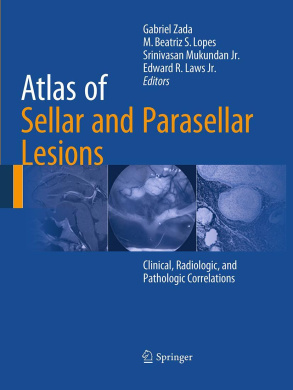 Gabriel Zada
M. Beatriz S. Lopes
Srinivasan Mukundan Jr.
Edward R. Laws Jr.
Editors
Atlas of
Sellar and Parasellar
Lesions
Clinical, Radiologic, and
Pathologic Correlations
Springer